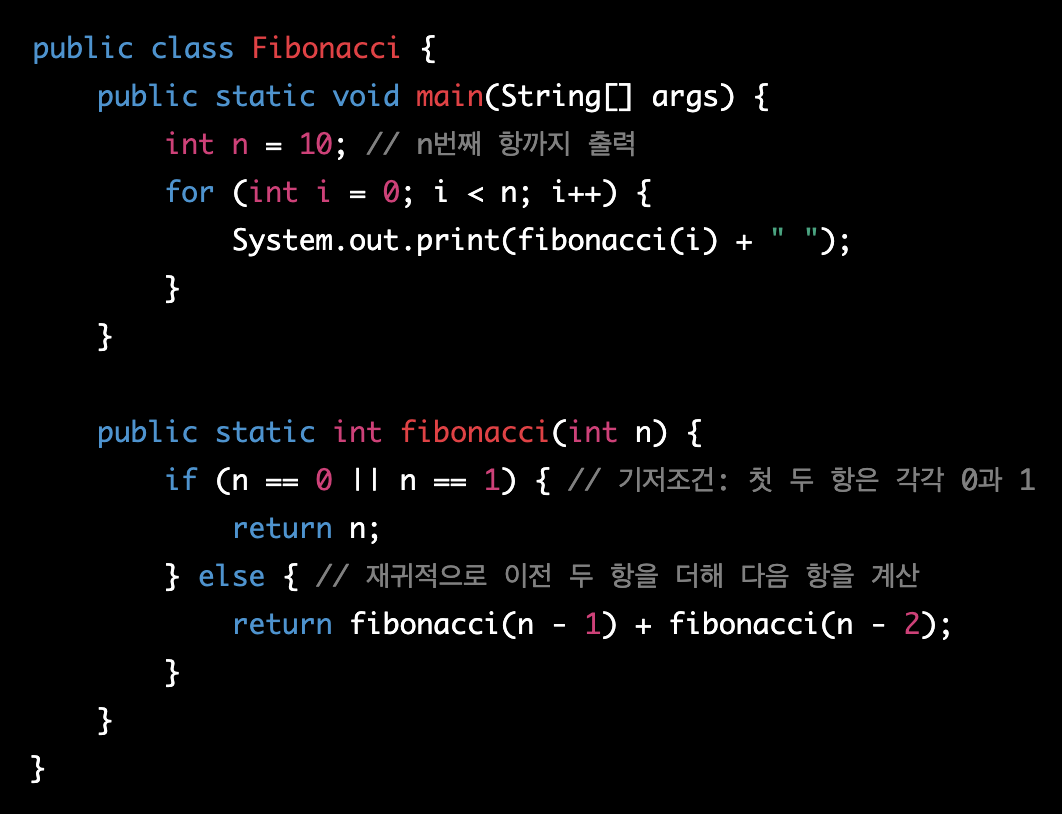 public class Fibonacci {
    public static void main(String[] args) {
        int n = 10; // n번째 항까지 출력
        for (int i = 0; i < n; i++) {
            System.out.print(fibonacci(i) + " ");
        }
    }

    public static int fibonacci(int n) {
        if (n == 0 || n == 1) { // 기저조건: 첫 두 항은 각각 0과 1
            return n;
        } else { // 재귀적으로 이전 두 항을 더해 다음 항을 계산
            return fibonacci(n - 1) + fibonacci(n - 2);
        }
    }
}